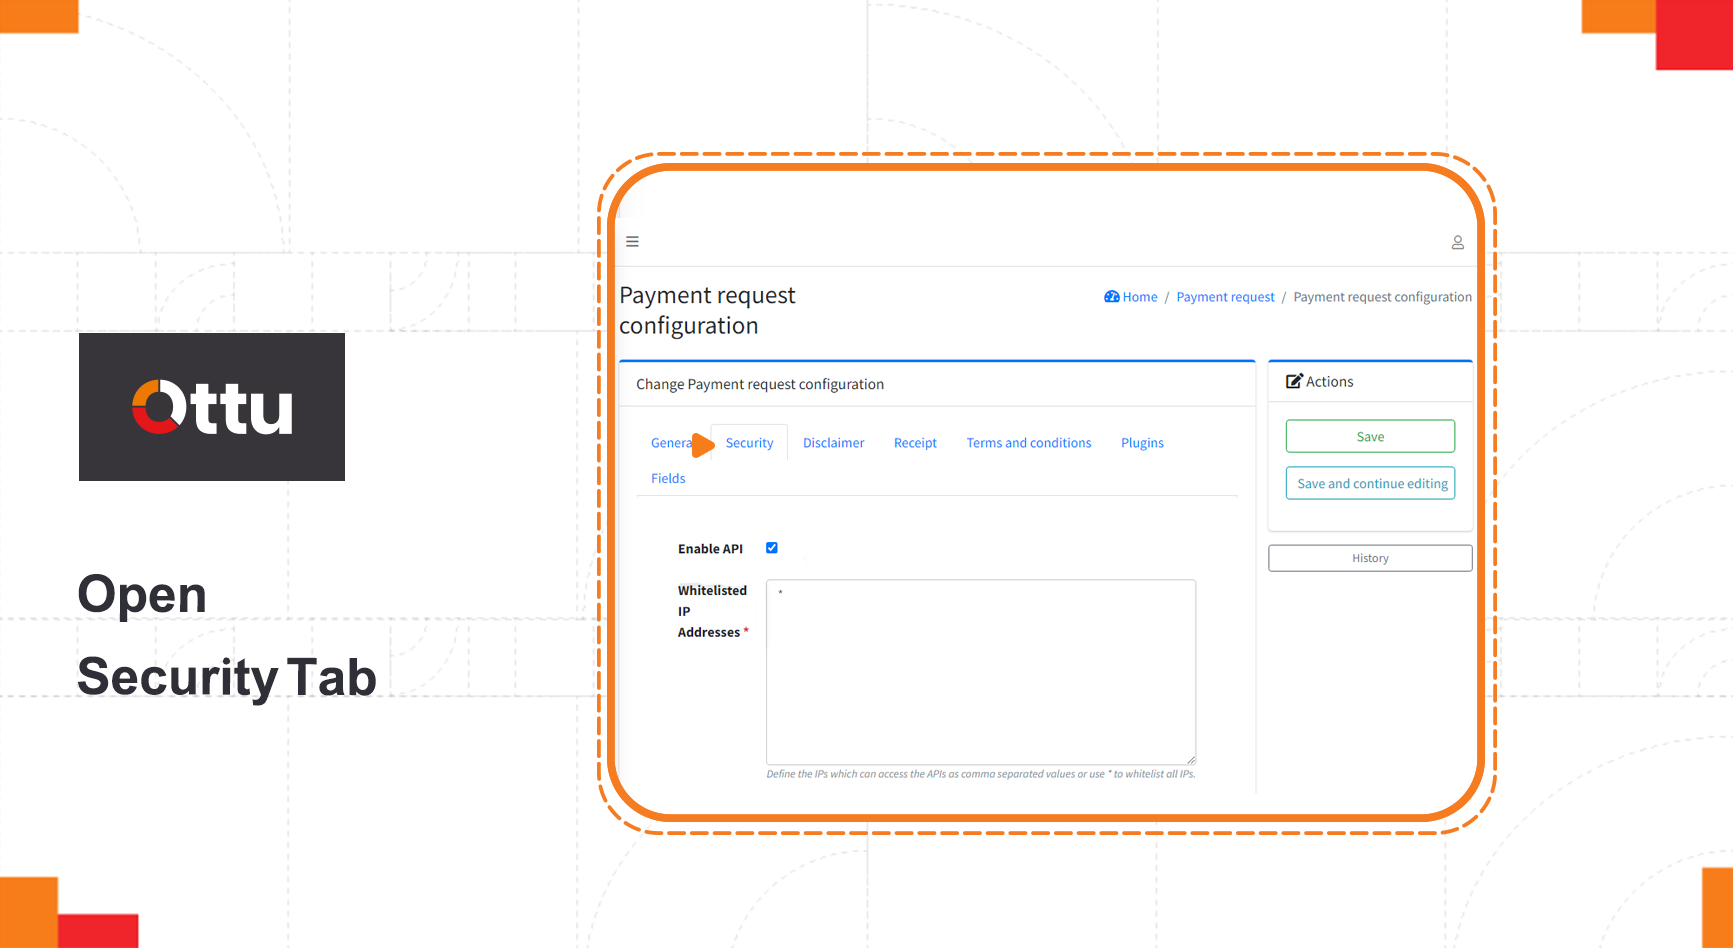 Ottu
Open
Security Tab
Payment request
configuration
Home / Payment request / Payment request configuration
Change Payment request configuration
Genera
Security
Disclaimer
Receipt
Terms and conditions
Plugins
Fields
Enable API
Whitelisted
IP
Addresses *
*
Define the IPs which can access the APIs as comma separated values or use * to whitelist all IPs.
Actions
Save
Save and continue editing
History